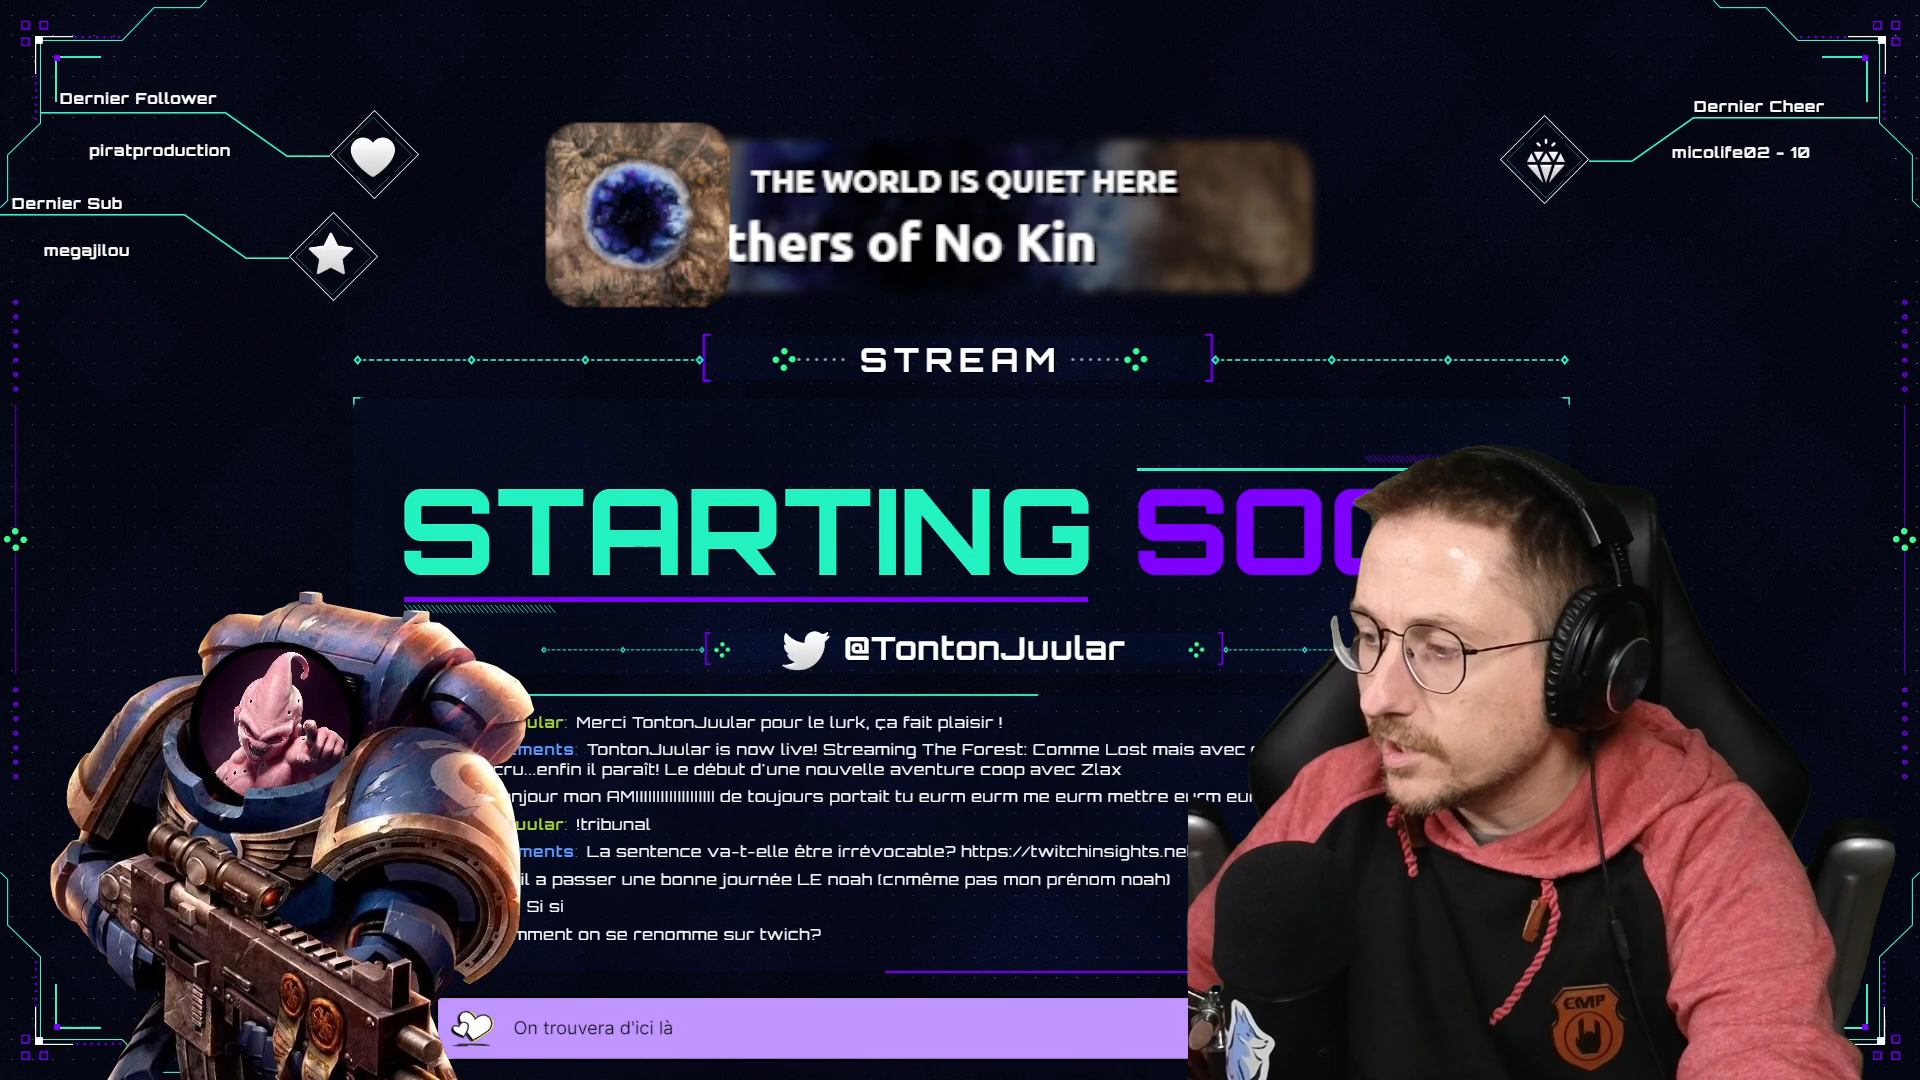 Dernier Follower
piratproduction
Dernier Sub
megajilou
THE WORLD IS QUIET HERE
thers of No Kin
Dernier Cheer
micolife02 - 10
STREAM
STARTING SOO
@TontonJuular
ular: Merci TontonJuular pour le lurk, ça fait plaisir !
ments: TontonJuular is now live! Streaming The Forest: Comme Lost mais avec
cru...enfin il paraît! Le début d'une nouvelle aventure coop avec Zlax
njour mon AMIIIIIIIIIIIIIIIIIII de toujours portait tu eurm eurm me eurm mettre eurm eur
uular: !tribunal
ments: La sentence va-t-elle être irrévocable? https://twitchinsights.ne
il a passer une bonne journée LE noah (cnmême pas mon prénom noah)
Si si
mment on se renomme sur twich?
On trouvera d'ici là
EMP